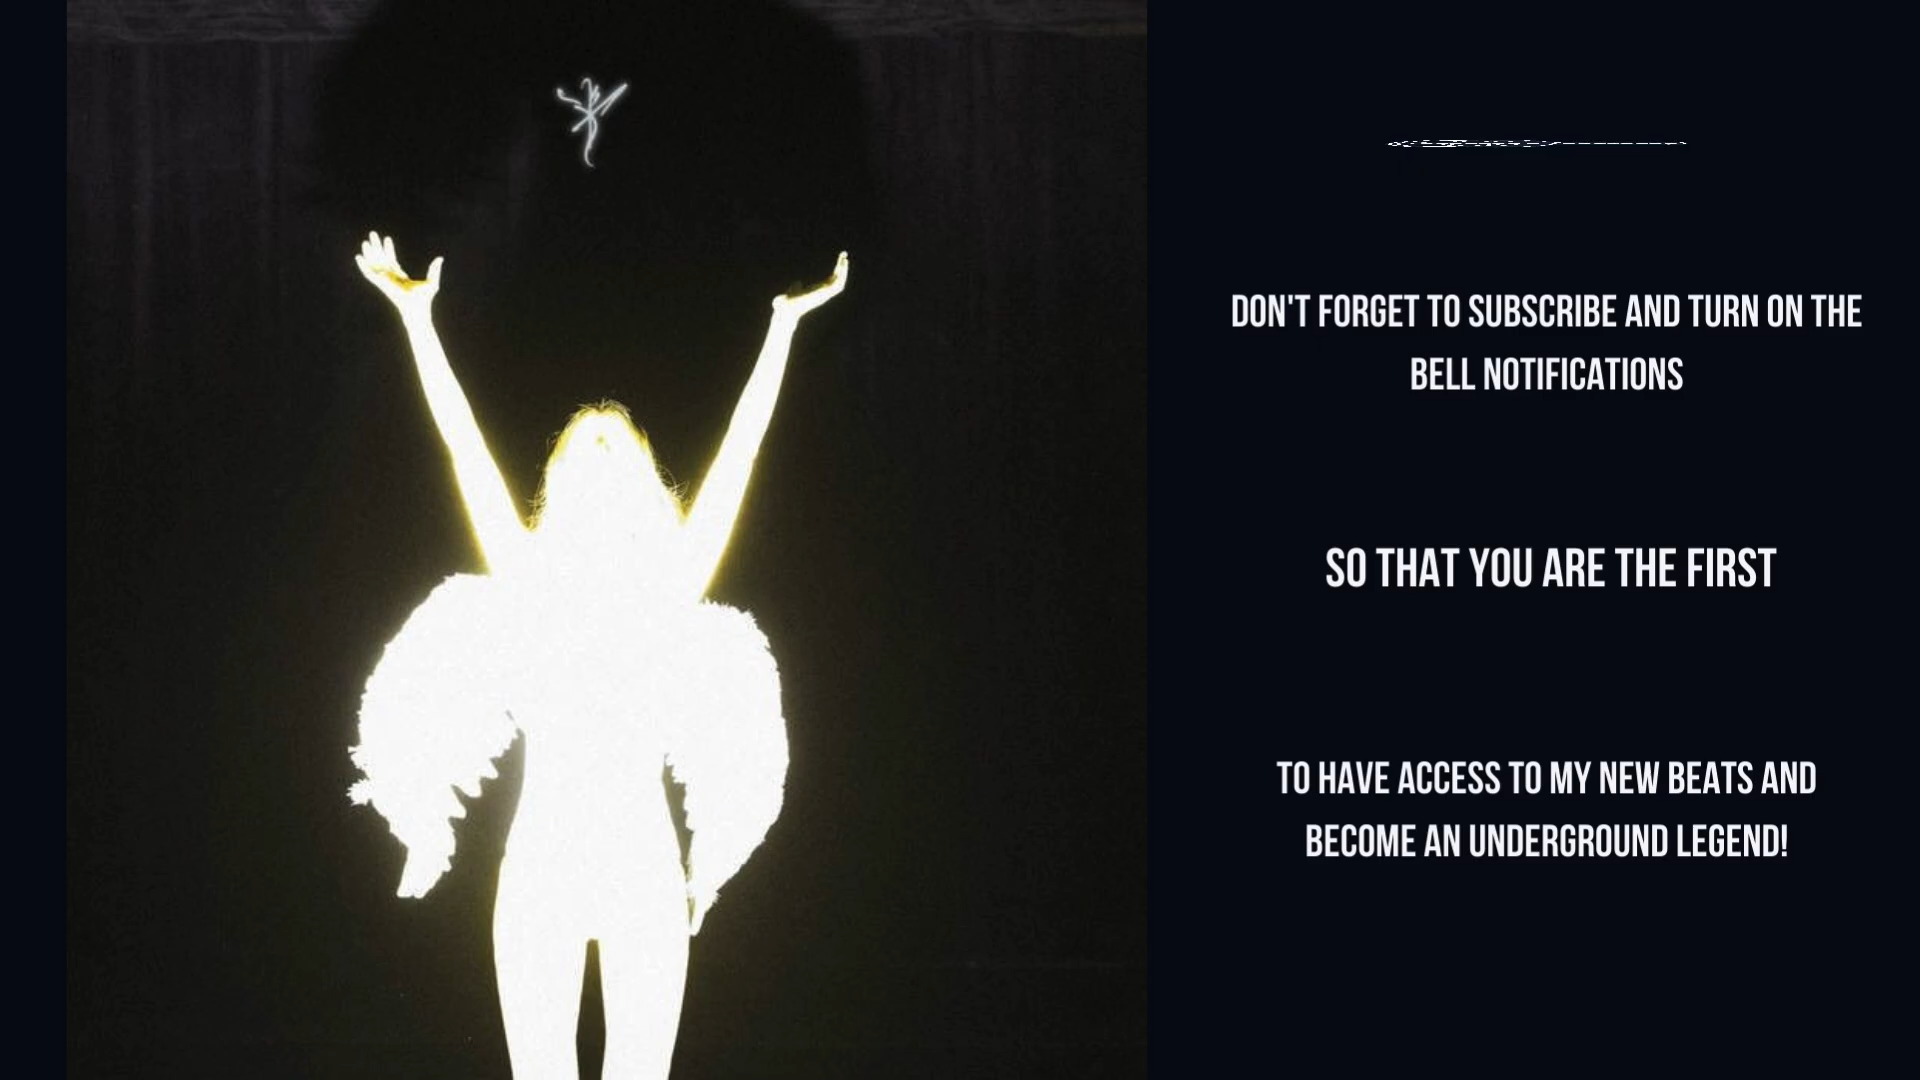 DON'T FORGET TO SUBSCRIBE AND TURN ON THE
BELL NOTIFICATIONS
SO THAT YOU ARE THE FIRST
TO HAVE ACCESS TO MY NEW BEATS AND
BECOME AN UNDERGROUND LEGEND!